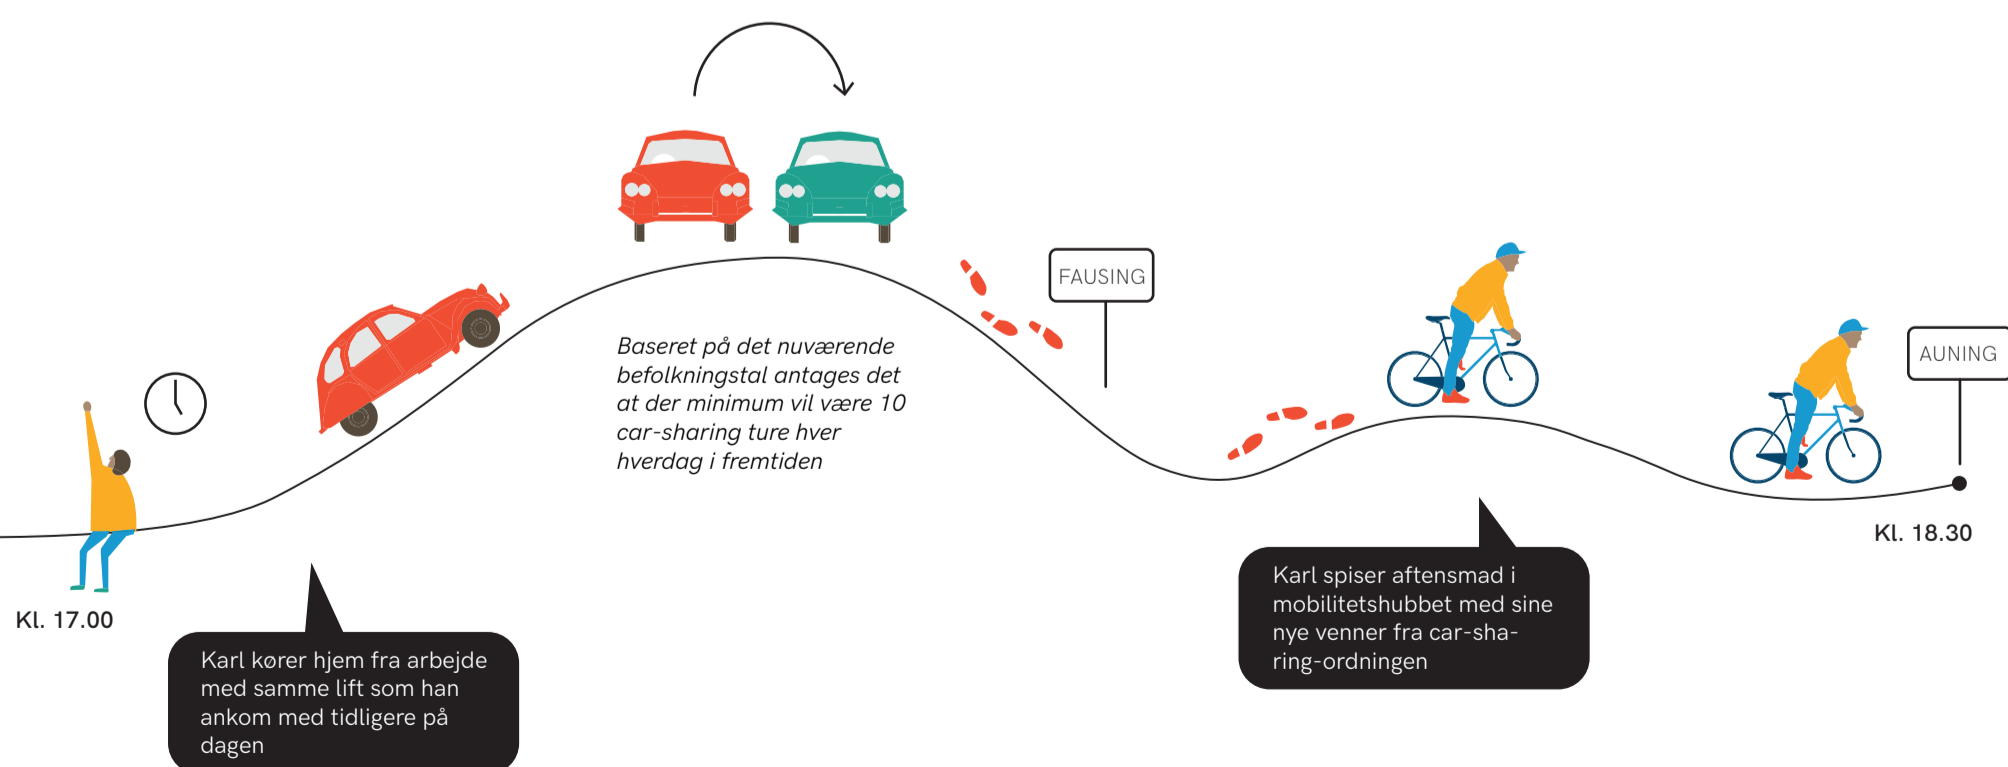 Baseret på det nuværende
befolkningstal antages det
at der minimum vil være 10
car-sharing ture hver
hverdag i fremtiden
FAUSING
AUNING
Kl. 17.00
Karl kører hjem fra arbejde
med samme lift som han
ankom med tidligere på
dagen
Karl spiser aftensmad i
mobilitetshubbet med sine
nye venner fra car-sha-
ring-ordningen
Kl. 18.30